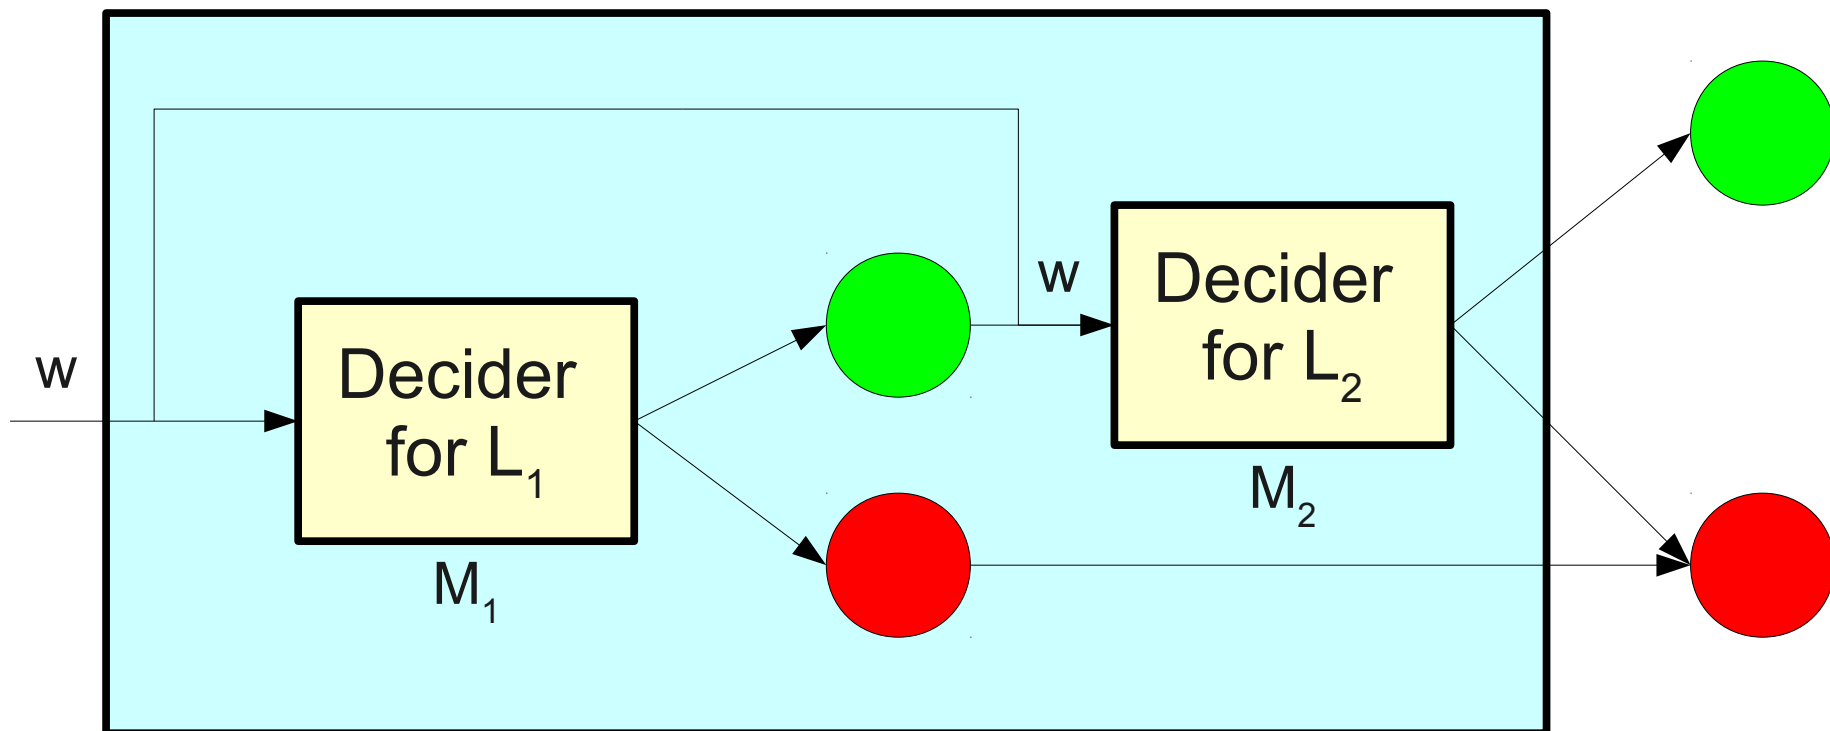 w
Decider
for L₁
M₁
w
Decider
for L₂
M₂